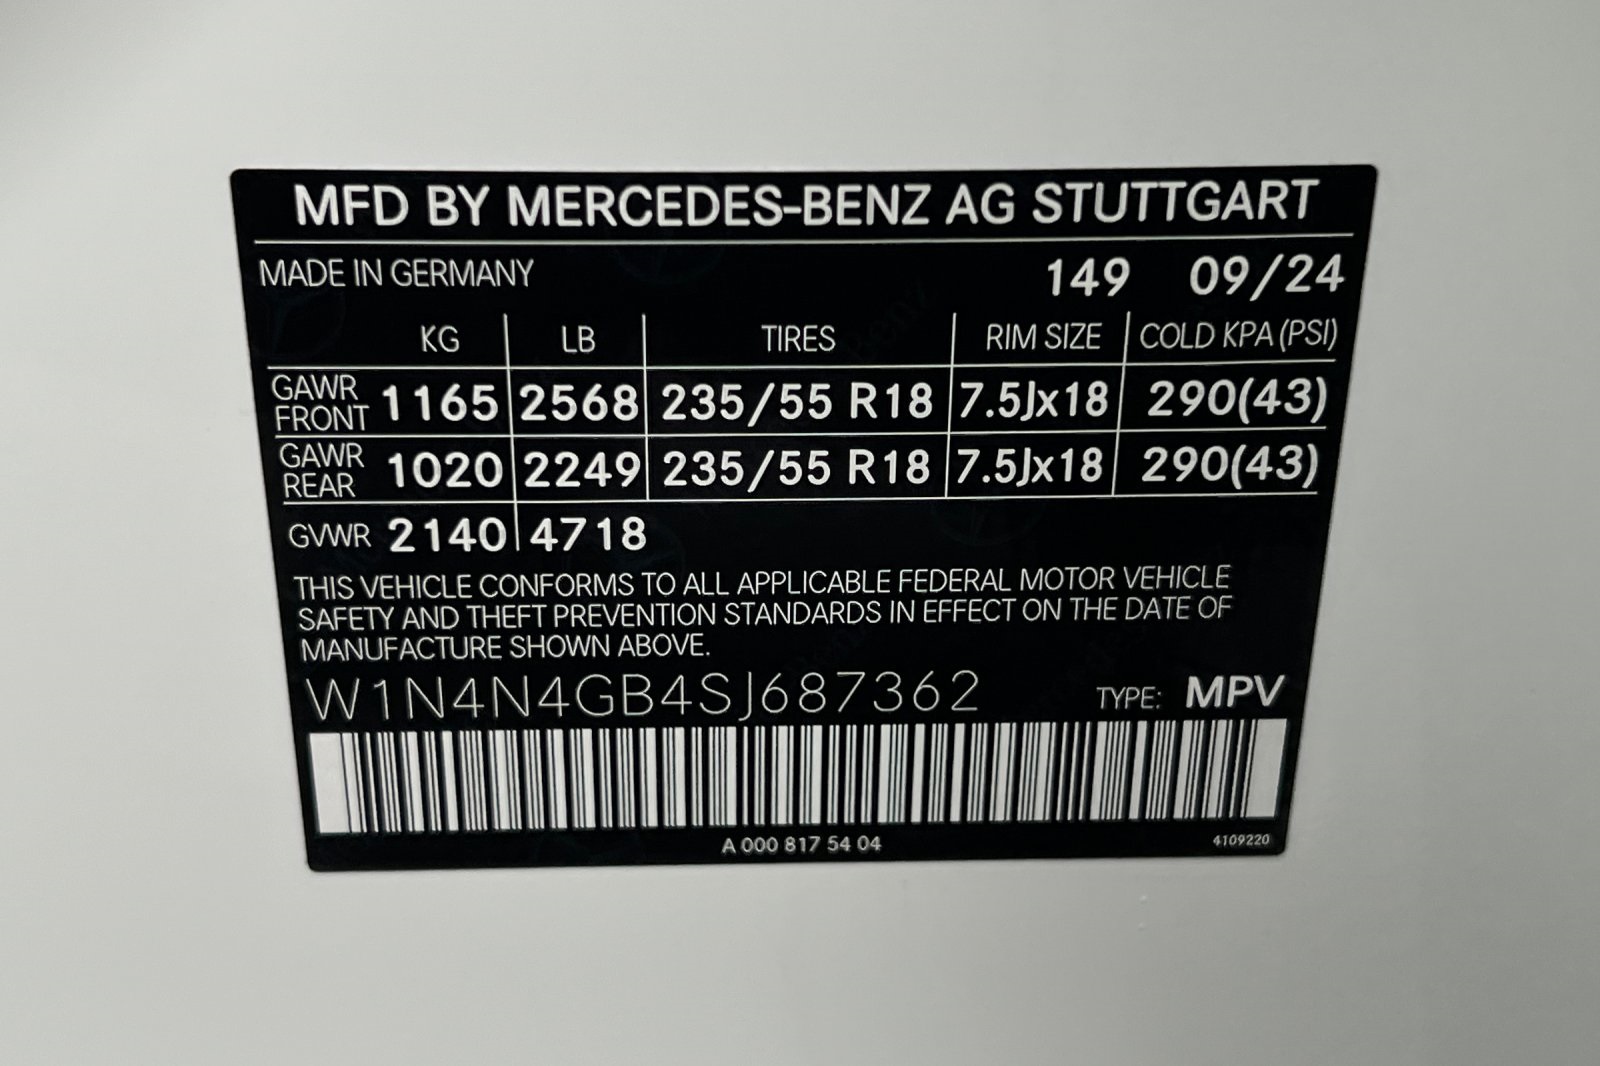 MFD BY MERCEDES-BENZ AG STUTTGART
MADE IN GERMANY 149 09/24
KG LB TIRES RIM SIZE COLD KPA (PSI)
GAWR FRONT 1165 2568 235/55 R18 7.5Jx18 290(43)
GAWR REAR 1020 2249 235/55 R18 7.5Jx18 290(43)
GVWR 2140 4718
THIS VEHICLE CONFORMS TO ALL APPLICABLE FEDERAL MOTOR VEHICLE
SAFETY AND THEFT PREVENTION STANDARDS IN EFFECT ON THE DATE OF
MANUFACTURE SHOWN ABOVE.
W1N4N4GB4SJ687362 TYPE: MPV
A 000 817 54 04 4109220